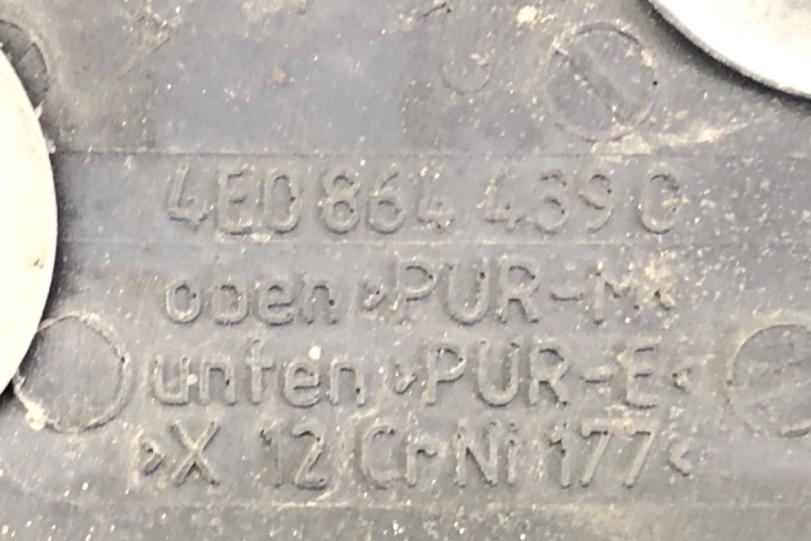 4E0 864 439 Q
oben >PUR-M<
unten >PUR-E<
>X 12 CrNi 177<